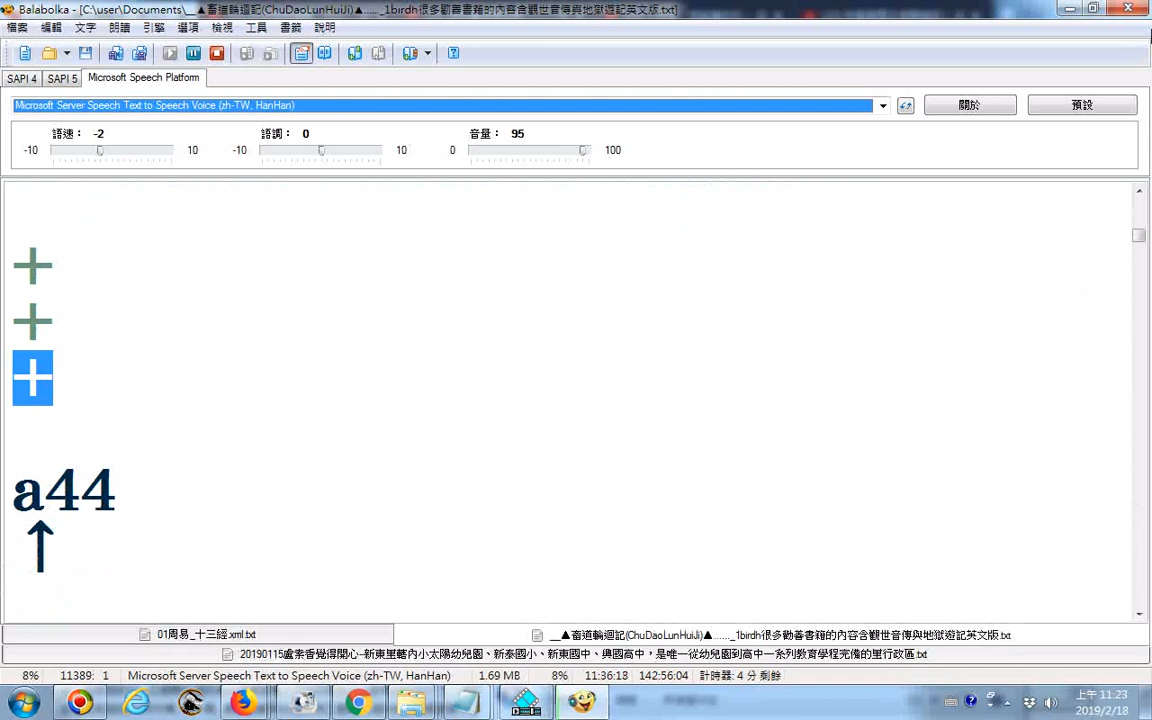 Balabolka - [C:\user\Documents\__▲畜道輪迴記(ChuDaoLunHuiJi)▲......_1birdh很多勸善書籍的內容含觀世音傳與地獄遊記英文版.txt]
檔案 編輯 文字 朗讀 引擎 選項 檢視 工具 書籤 說明
SAPI 4 SAPI 5 Microsoft Speech Platform
Microsoft Server Speech Text to Speech Voice (zh-TW, HanHan) 關於 預設
語速： -2 語調： 0 音量： 95
-10 10 -10 10 0 100
+
+
+
a44
↑
01周易_十三經.xml.txt __▲畜道輪迴記(ChuDaoLunHuiJi)▲......_1birdh很多勸善書籍的內容含觀世音傳與地獄遊記英文版.txt
20190115盧素香覺得開心-新東里轄內小太陽幼兒園、新泰國小、新東國中、興國高中，是唯一從幼兒園到高中一系列教育學程完備的里行政區.txt
8% 11389: 1 Microsoft Server Speech Text to Speech Voice (zh-TW, HanHan) 1.69 MB 8% 11:36:18 142:56:04 計時器: 4 分 剩餘
上午 11:23
2019/2/18